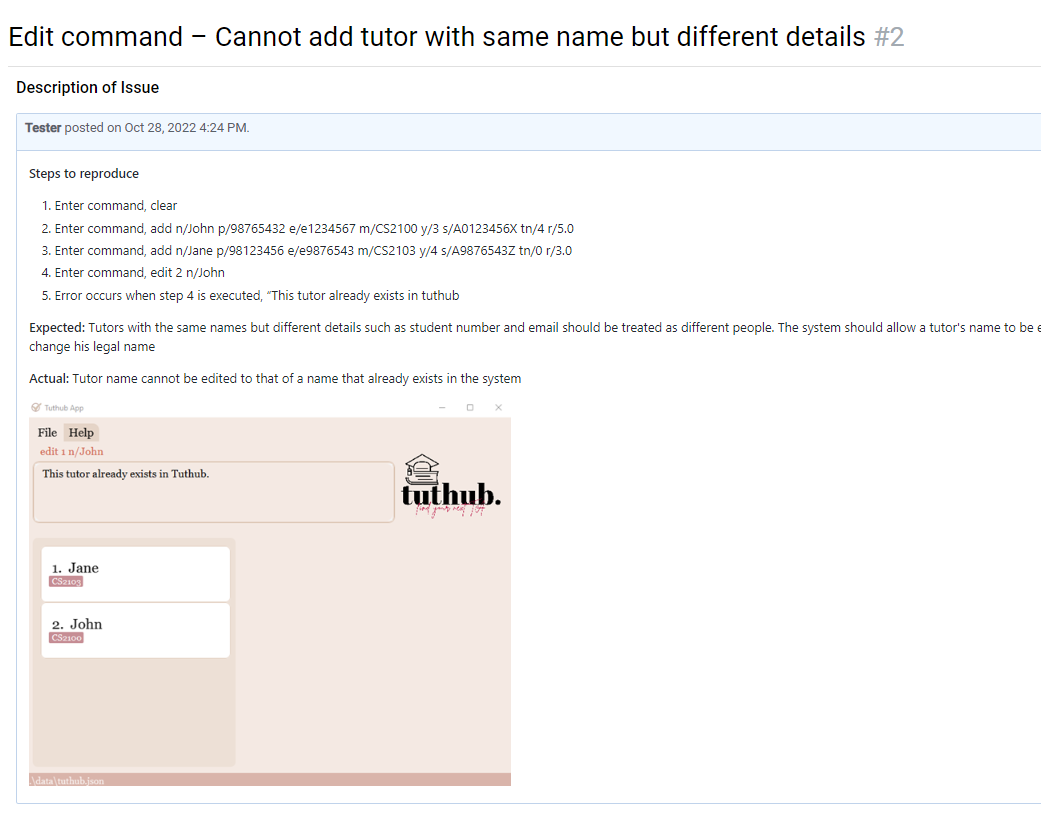 Edit command – Cannot add tutor with same name but different details #2
Description of Issue
Tester posted on Oct 28, 2022 4:24 PM.
Steps to reproduce
1. Enter command, clear
2. Enter command, add n/John p/98765432 e/e1234567 m/CS2100 y/3 s/A0123456X tn/4 r/5.0
3. Enter command, add n/Jane p/98123456 e/e9876543 m/CS2103 y/4 s/A9876543Z tn/0 r/3.0
4. Enter command, edit 2 n/John
5. Error occurs when step 4 is executed, "This tutor already exists in tuthub
Expected: Tutors with the same names but different details such as student number and email should be treated as different people. The system should allow a tutor's name to be
change his legal name
Actual: Tutor name cannot be edited to that of a name that already exists in the system
Tuthub App
File Help
edit 1 n/John
This tutor already exists in Tuthub.
tuthub.
find your next TA
1. Jane
CS2103
2. John
CS2100
.\data\tuthub.json